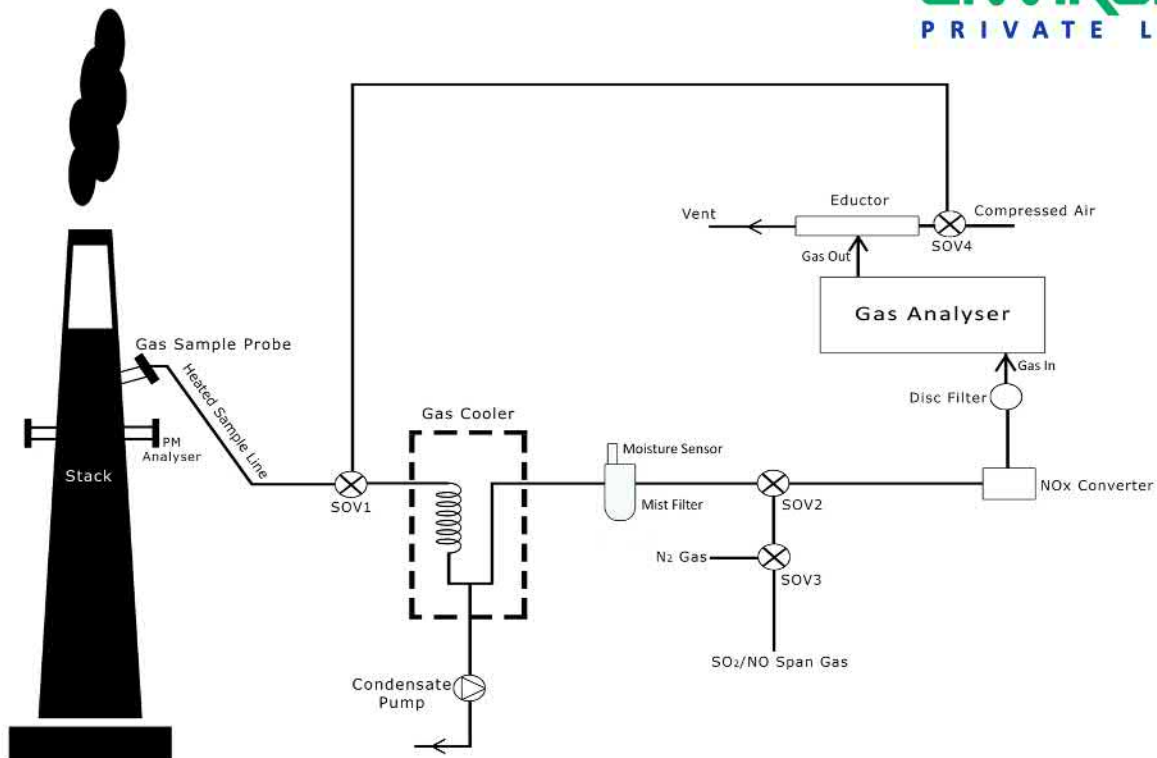 PRIVATE L
Eductor
Vent
Compressed Air
SOV4
Gas Out
Gas Analyser
Gas Sample Probe
Gas In
Heated Sample Line
Disc Filter
Gas Cooler
PM
Analyser
Moisture Sensor
Stack
SOV1
Mist Filter
SOV2
NOx Converter
N₂ Gas
SOV3
SO₂/NO Span Gas
Condensate
Pump